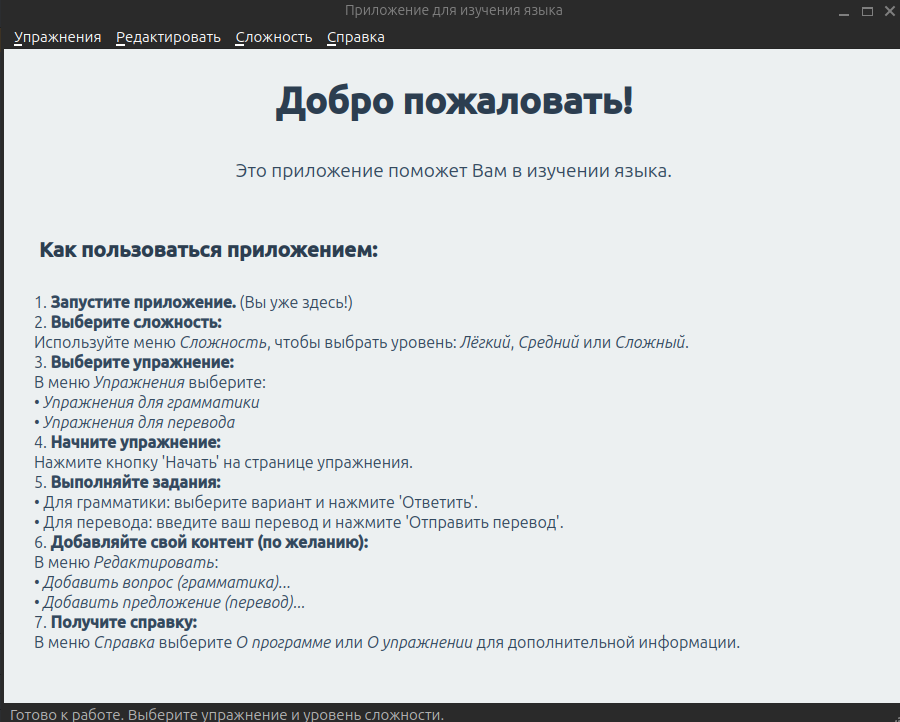 Приложение для изучения языка
Упражнения Редактировать Сложность Справка
Добро пожаловать!
Это приложение поможет Вам в изучении языка.
Как пользоваться приложением:
1. Запустите приложение. (Вы уже здесь!)
2. Выберите сложность:
Используйте меню Сложность, чтобы выбрать уровень: Лёгкий, Средний или Сложный.
3. Выберите упражнение:
В меню Упражнения выберите:
• Упражнения для грамматики
• Упражнения для перевода
4. Начните упражнение:
Нажмите кнопку 'Начать' на странице упражнения.
5. Выполняйте задания:
• Для грамматики: выберите вариант и нажмите 'Ответить'.
• Для перевода: введите ваш перевод и нажмите 'Отправить перевод'.
6. Добавляйте свой контент (по желанию):
В меню Редактировать:
• Добавить вопрос (грамматика)...
• Добавить предложение (перевод)...
7. Получите справку:
В меню Справка выберите О программе или О упражнении для дополнительной информации.
Готово к работе. Выберите упражнение и уровень сложности.